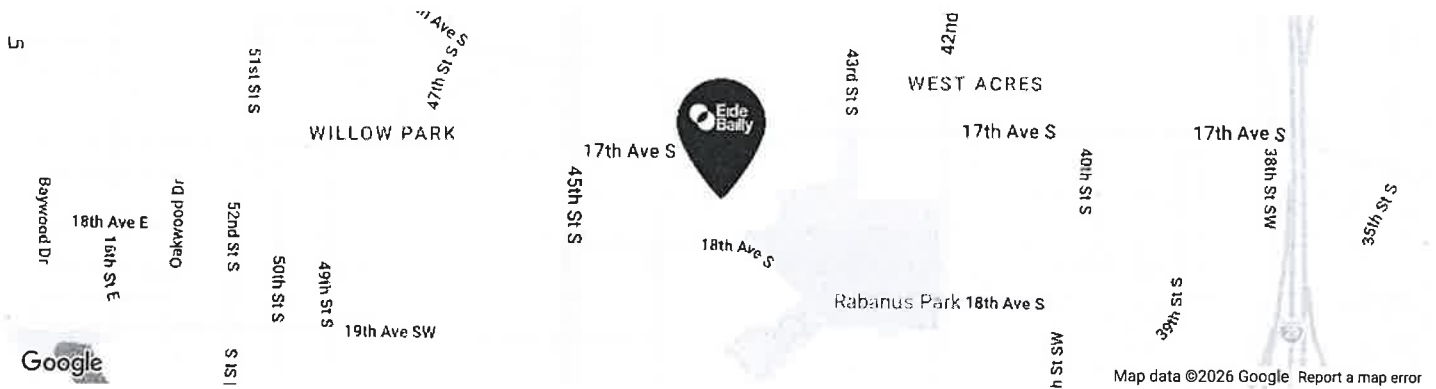 Ave S
47th St S
42nd
51st St S
43rd St S
WEST ACRES
Eide
Bailly
WILLOW PARK
17th Ave S
17th Ave S
17th Ave S
45th St S
40th St S
38th St SW
35th St S
Baywood Dr
18th Ave E
16th St E
Oakwood Dr
52nd St S
50th St S
49th St S
18th Ave S
Rabanus Park
18th Ave S
39th St S
19th Ave SW
St SW
Google
Map data ©2026 Google
Report a map error